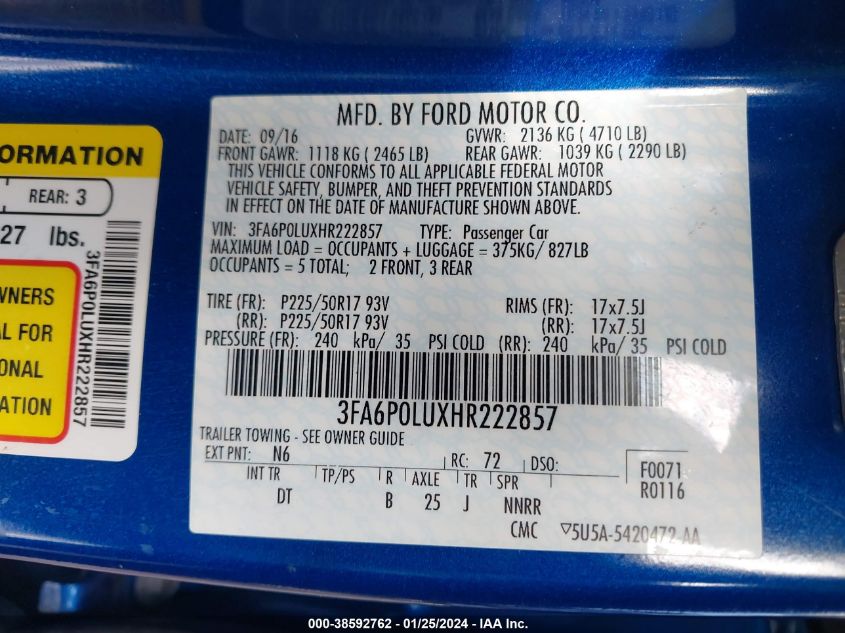 ORMATION
REAR: 3
27 lbs.
WNERS
AL FOR
ONAL
ATION
3FA6P0LUXHR222857
MFD. BY FORD MOTOR CO.
DATE: 09/16 GVWR: 2136 KG ( 4710 LB)
FRONT GAWR: 1118 KG ( 2465 LB) REAR GAWR: 1039 KG ( 2290 LB)
THIS VEHICLE CONFORMS TO ALL APPLICABLE FEDERAL MOTOR
VEHICLE SAFETY, BUMPER, AND THEFT PREVENTION STANDARDS
IN EFFECT ON THE DATE OF MANUFACTURE SHOWN ABOVE.
VIN: 3FA6P0LUXHR222857 TYPE: Passenger Car
MAXIMUM LOAD = OCCUPANTS + LUGGAGE = 375KG/ 827LB
OCCUPANTS = 5 TOTAL; 2 FRONT, 3 REAR
TIRE (FR): P225/50R17 93V RIMS (FR): 17x7.5J
(RR): P225/50R17 93V (RR): 17x7.5J
PRESSURE (FR): 240 kPa/ 35 PSI COLD (RR): 240 kPa/ 35 PSI COLD
3FA6P0LUXHR222857
TRAILER TOWING - SEE OWNER GUIDE
EXT PNT: N6 RC: 72 DSO: F0071
INT TR TP/PS R AXLE TR SPR R0116
DT B 25 J NNRR
CMC ▽5U5A-5420472-AA
000-38592762 - 01/25/2024 - IAA Inc.